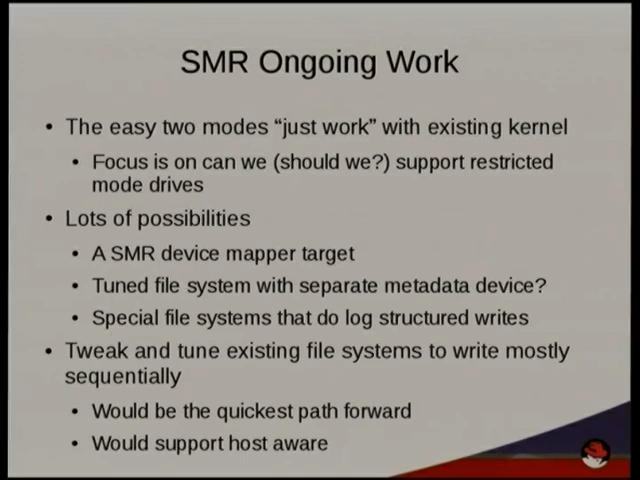 SMR Ongoing Work
• The easy two modes “just work” with existing kernel
• Focus is on can we (should we?) support restricted
mode drives
• Lots of possibilities
• A SMR device mapper target
• Tuned file system with separate metadata device?
• Special file systems that do log structured writes
• Tweak and tune existing file systems to write mostly
sequentially
• Would be the quickest path forward
• Would support host aware